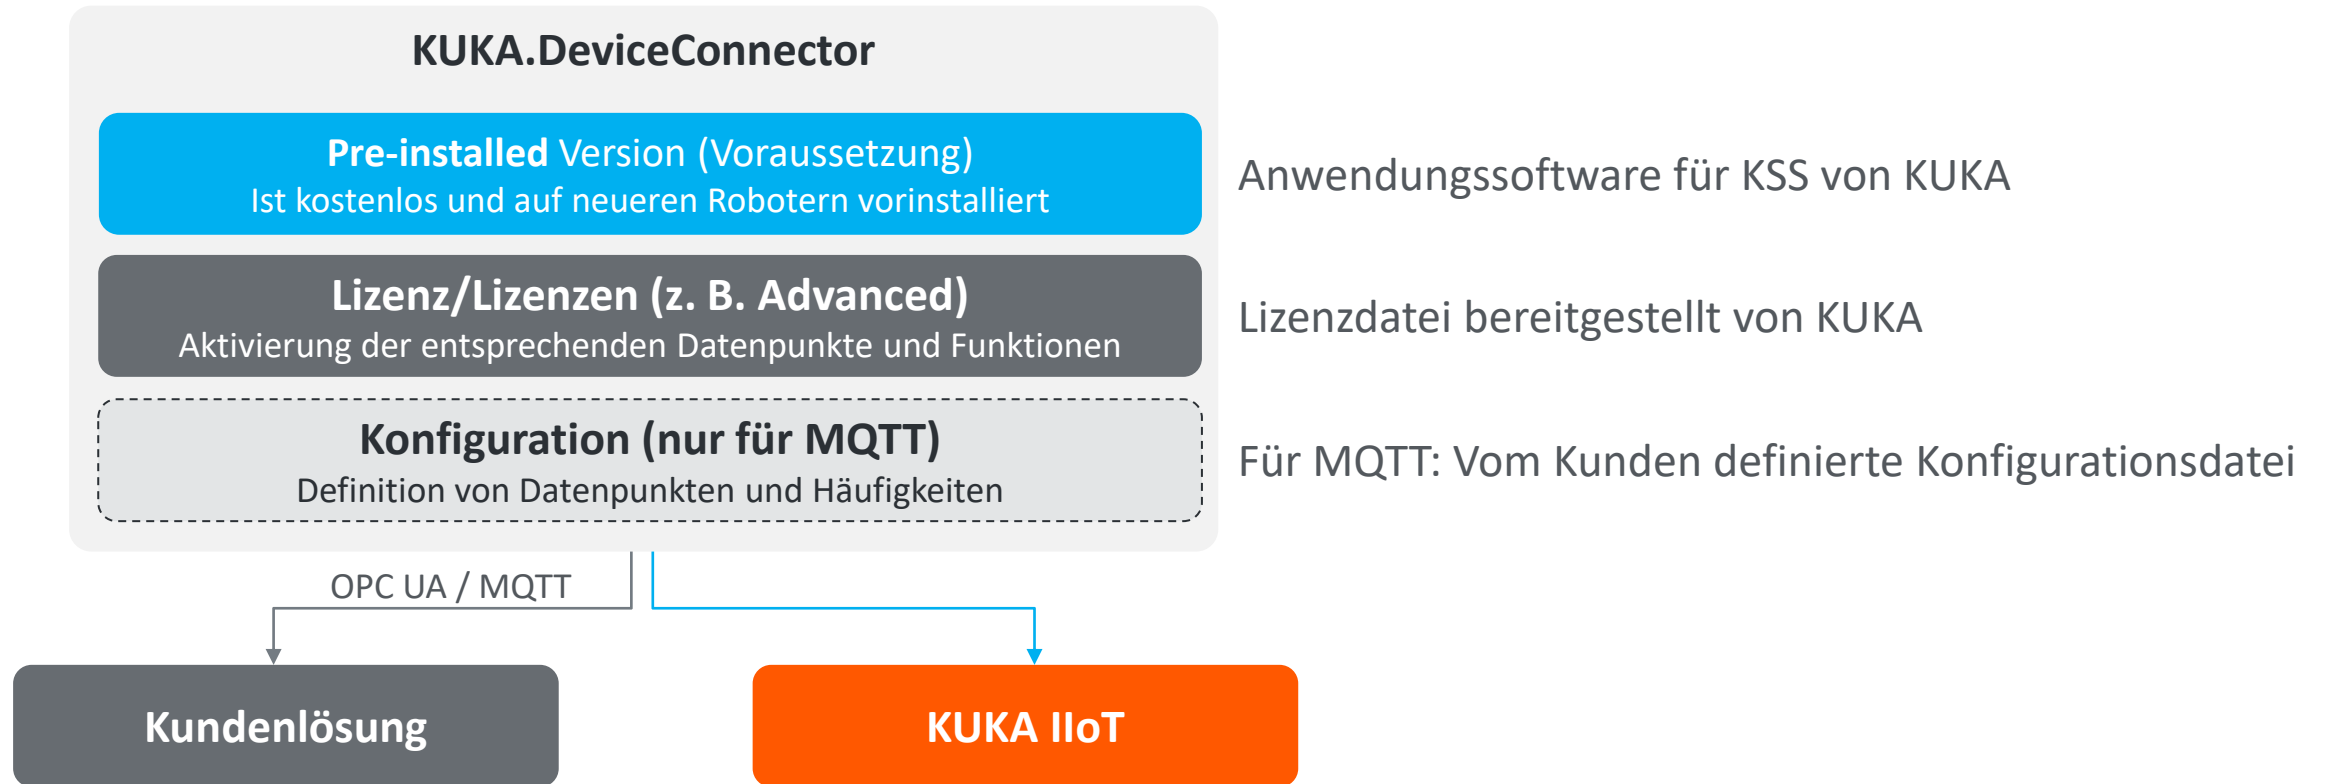 KUKA.DeviceConnector
Pre-installed Version (Voraussetzung)
Ist kostenlos und auf neueren Robotern vorinstalliert
Anwendungssoftware für KSS von KUKA
Lizenz/Lizenzen (z. B. Advanced)
Aktivierung der entsprechenden Datenpunkte und Funktionen
Lizenzdatei bereitgestellt von KUKA
Konfiguration (nur für MQTT)
Definition von Datenpunkten und Häufigkeiten
Für MQTT: Vom Kunden definierte Konfigurationsdatei
OPC UA / MQTT
Kundenlösung
KUKA IIoT